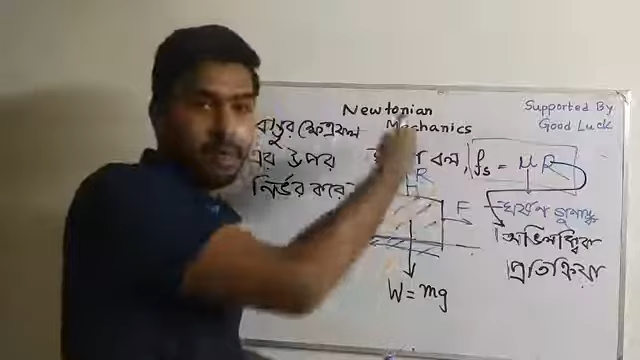 Newtonian
Mechanics
Supported By
Good Luck
বস্তুর ক্ষেত্রফল
এর উপর
নির্ভর করে
বল, fs = μR
R
F
ঘর্ষণ গুণাঙ্ক
অভিলম্বিক
প্রতিক্রিয়া
W = mg